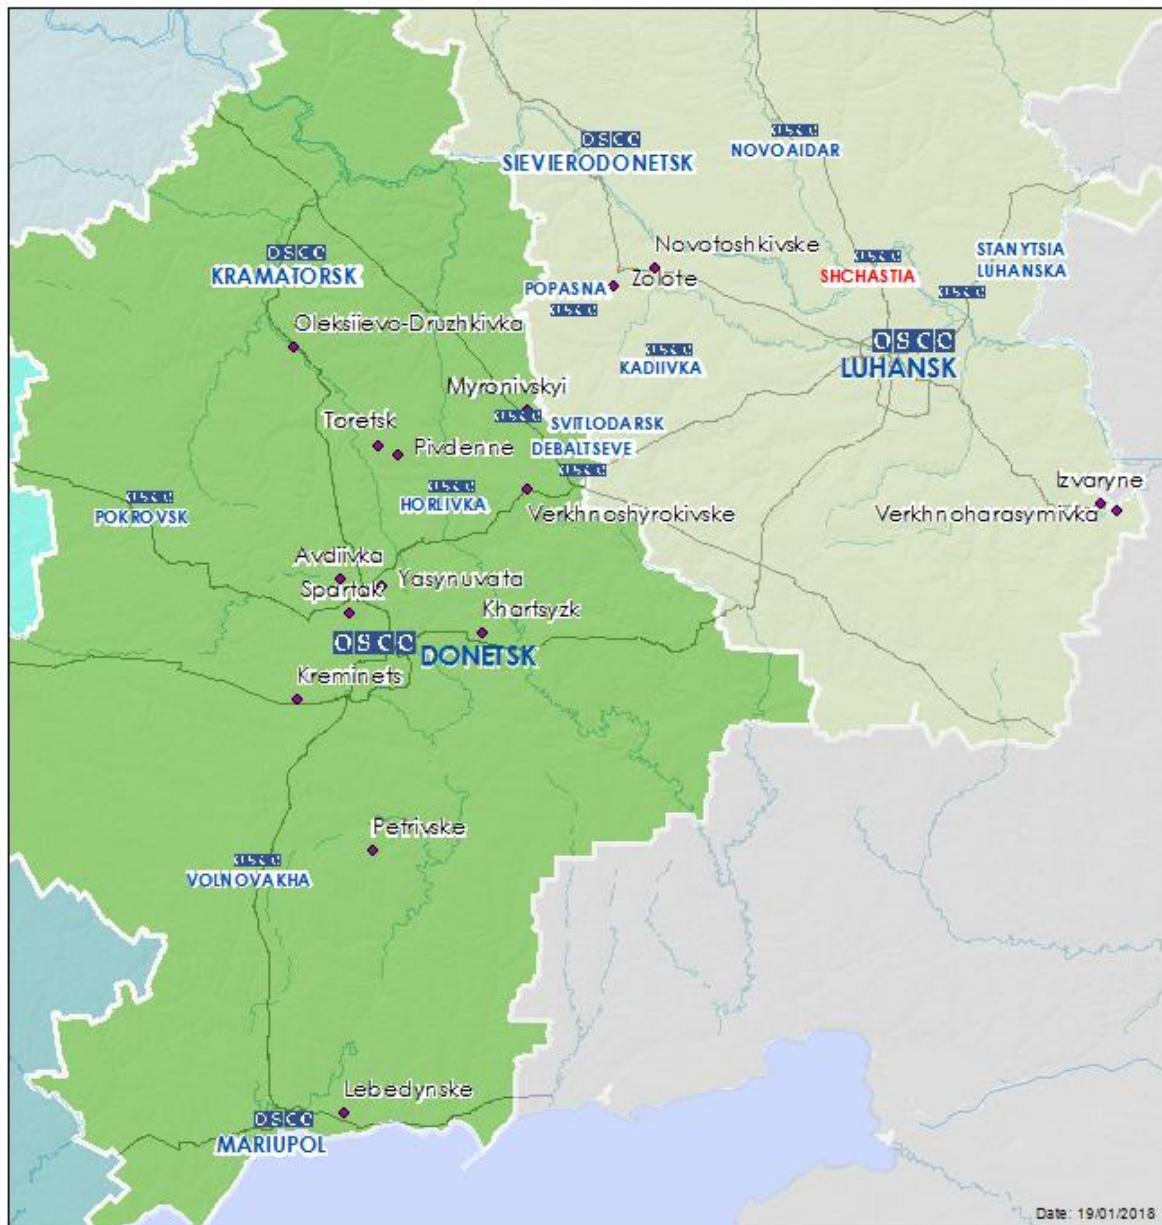 OSCE
SIEVIERODONETSK
OSCE
NOVOAIDAR
OSCE
KRAMATORSK
Novotoshkivske
Zolote
OSCE
SHCHASTIA
STANYTSIA
LUHANSKA
OSCE
POPASNA
OSCE
Oleksiievo-Druzhkivka
OSCE
KADIIVKA
OSCE
LUHANSK
Myronivskyi
OSCE
SVITLODARSK
Toretsk
Pivdenne
DEBALTSEVE
OSCE
OSCE
POKROVSK
OSCE
HORLIVKA
Verkhnoshyrokivske
Izvaryne
Verkhnoharasymivka
Avdiivka
Yasynuvata
Spartak
Khartsyzk
OSCE
DONETSK
Kreminets
Petrivske
OSCE
VOLNOVAKHA
Lebedynske
OSCE
MARIUPOL
Date: 19/01/2018